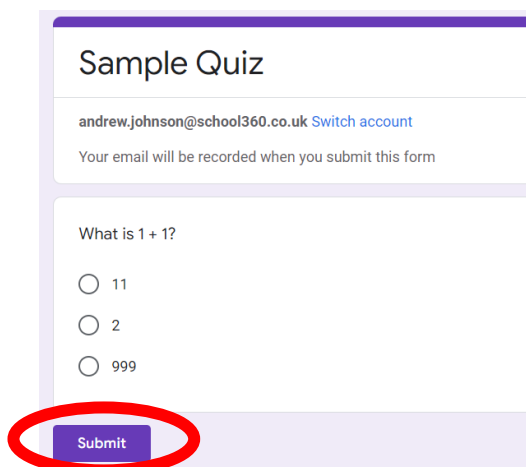 Sample Quiz
andrew.johnson@school360.co.uk Switch account
Your email will be recorded when you submit this form
What is 1 + 1?
11
2
999
Submit